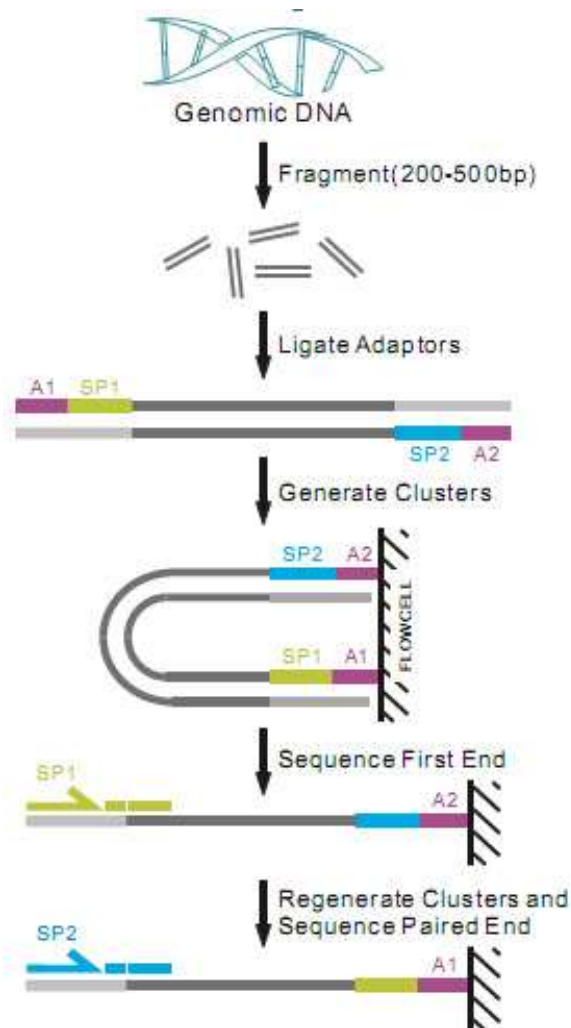 Genomic DNA
Fragment(200-500bp)
Ligate Adaptors
A1 SP1
SP2 A2
Generate Clusters
SP2 A2
FLOWCELL
SP1 A1
Sequence First End
SP1
A2
Regenerate Clusters and
Sequence Paired End
SP2
A1